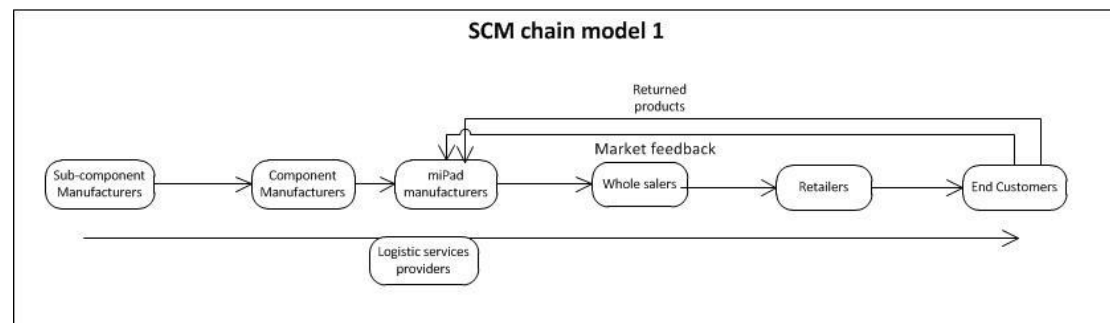 SCM chain model 1
Returned
products
Market feedback
Sub-component
Manufacturers
Component
Manufacturers
miPad
manufacturers
Whole salers
Retailers
End Customers
Logistic services
providers